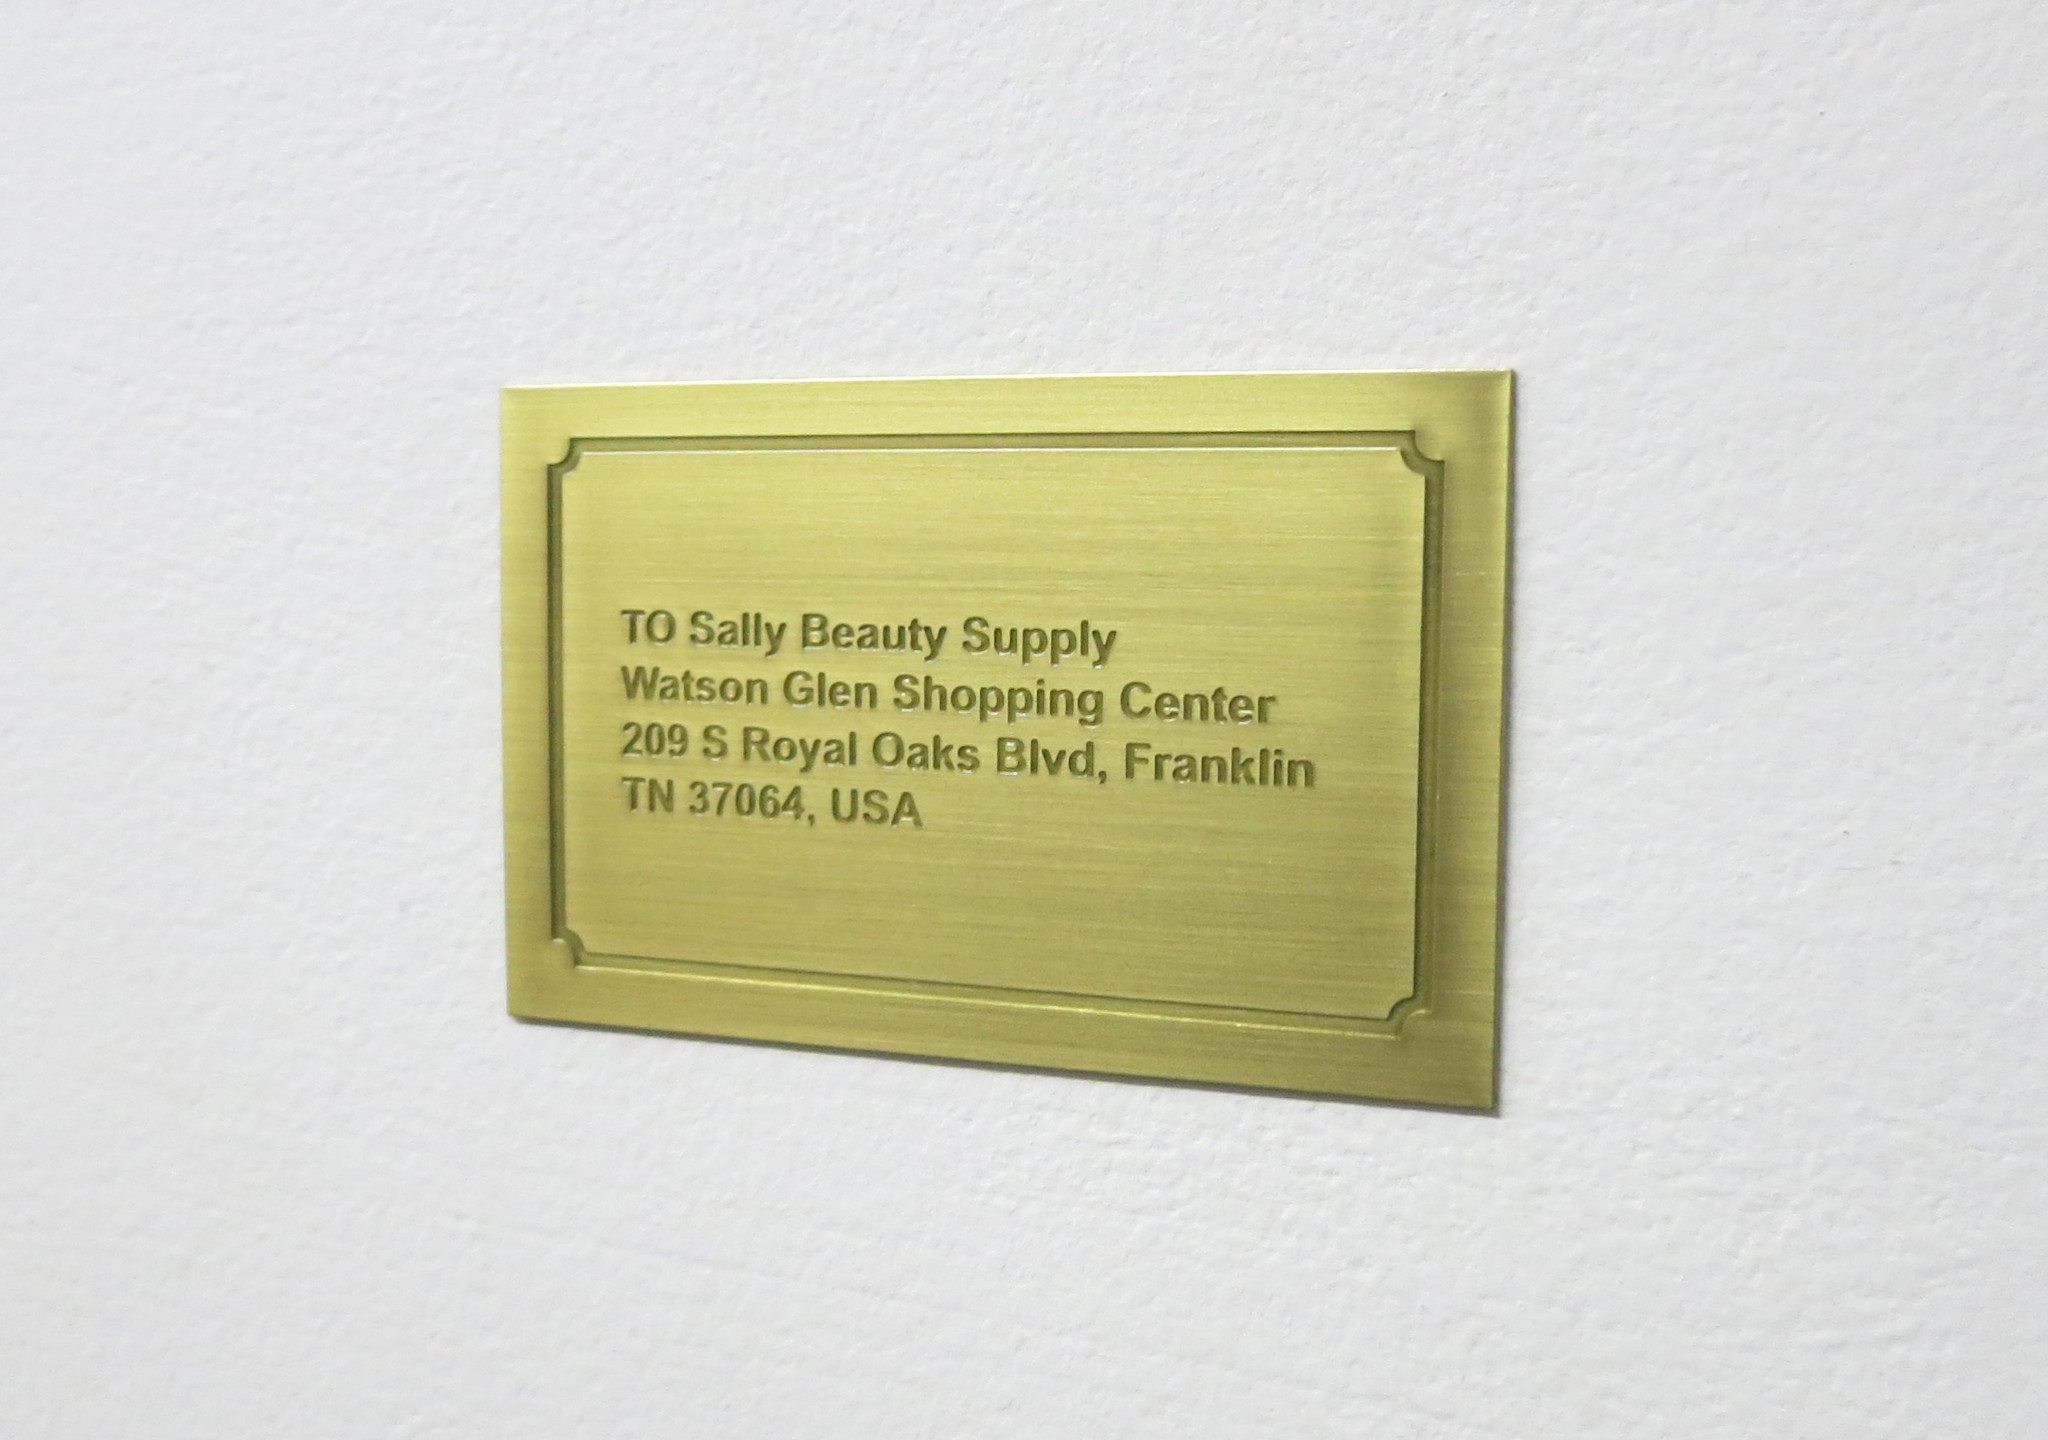 TO Sally Beauty Supply
Watson Glen Shopping Center
209 S Royal Oaks Blvd, Franklin
TN 37064, USA